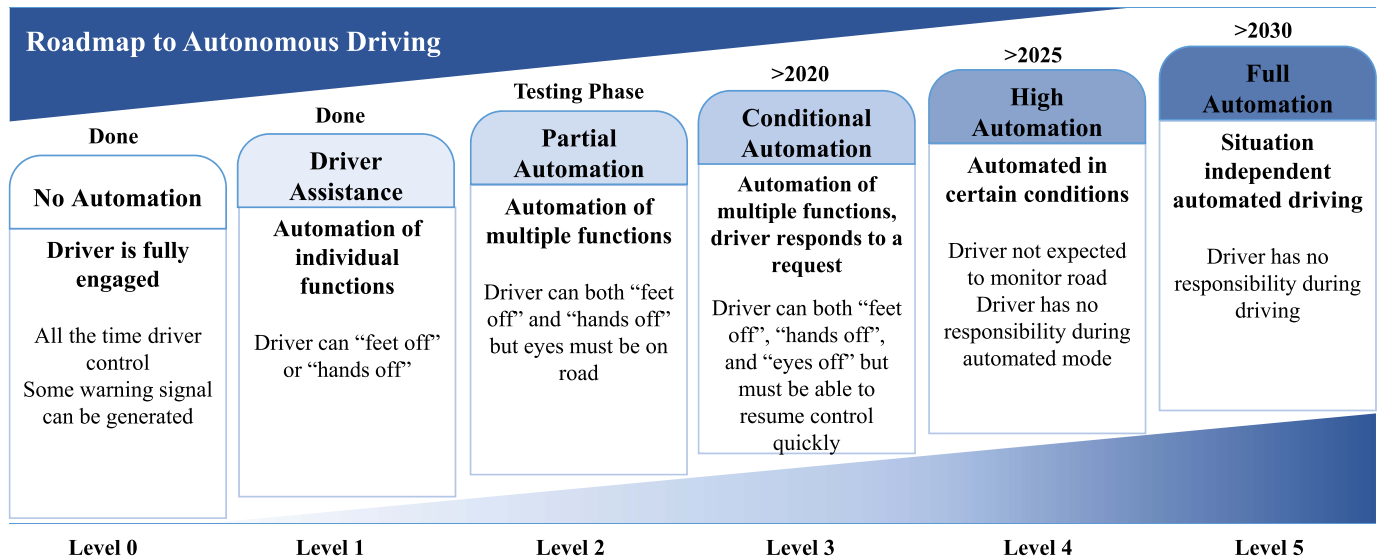 Roadmap to Autonomous Driving
Done
No Automation
Driver is fully
engaged
All the time driver
control
Some warning signal
can be generated
Level 0
Done
Driver
Assistance
Automation of
individual
functions
Driver can “feet off”
or “hands off”
Level 1
Testing Phase
Partial
Automation
Automation of
multiple functions
Driver can both “feet
off” and “hands off”
but eyes must be on
road
Level 2
>2020
Conditional
Automation
Automation of
multiple functions,
driver responds to a
request
Driver can both “feet
off”, “hands off”,
and “eyes off” but
must be able to
resume control
quickly
Level 3
>2025
High
Automation
Automated in
certain conditions
Driver not expected
to monitor road
Driver has no
responsibility during
automated mode
Level 4
>2030
Full
Automation
Situation
independent
automated driving
Driver has no
responsibility during
driving
Level 5